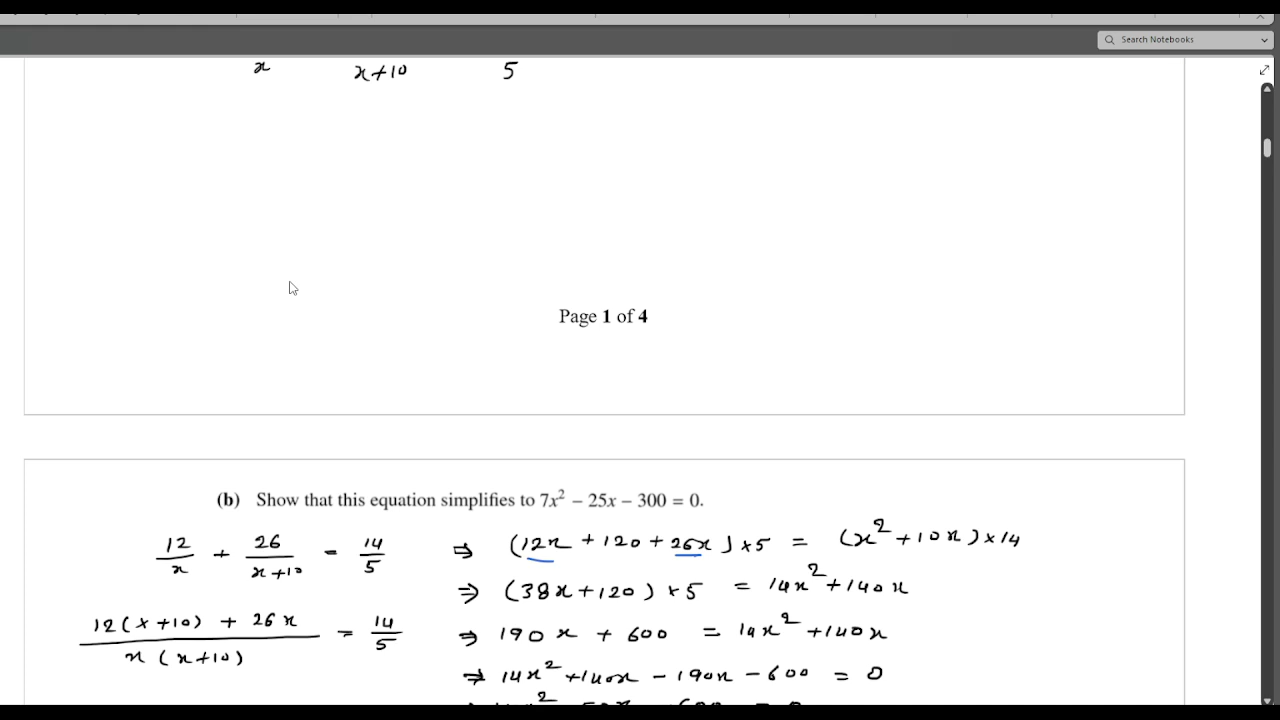 Search Notebooks
x x+10 5
Page 1 of 4
(b) Show that this equation simplifies to 7x² − 25x − 300 = 0.
12/x + 26/(x+10) = 14/5 ⇒ (12x + 120 + 26x) × 5 = (x² + 10x) × 14
⇒ (38x + 120) × 5 = 14x² + 140x
(12(x+10) + 26x)/(x(x+10)) = 14/5 ⇒ 190x + 600 = 14x² + 140x
⇒ 14x² + 140x − 190x − 600 = 0